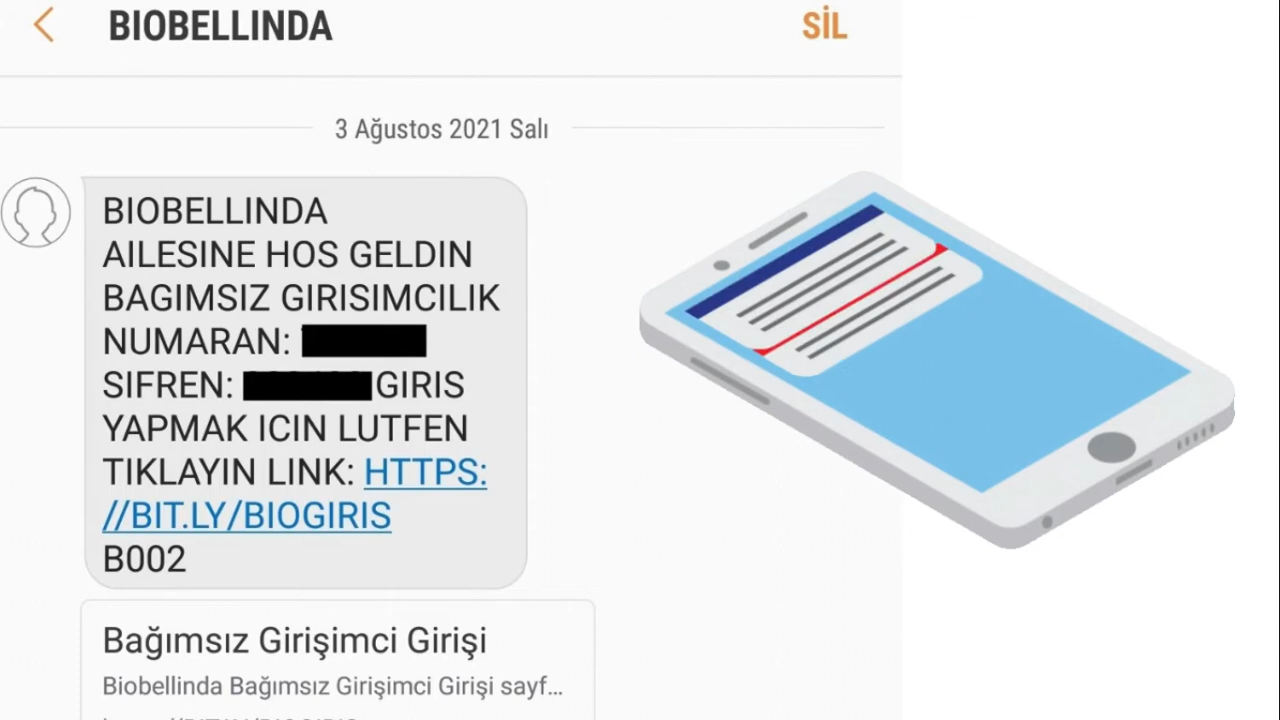 BIOBELLINDA
SİL
3 Ağustos 2021 Salı
BIOBELLINDA
AILESINE HOS GELDIN
BAGIMSIZ GIRISIMCILIK
NUMARAN:
SIFREN: GIRIS
YAPMAK ICIN LUTFEN
TIKLAYIN LINK: HTTPS:
//BIT.LY/BIOGIRIS
B002
Bağımsız Girişimci Girişi
Biobellinda Bağımsız Girişimci Girişi sayf...